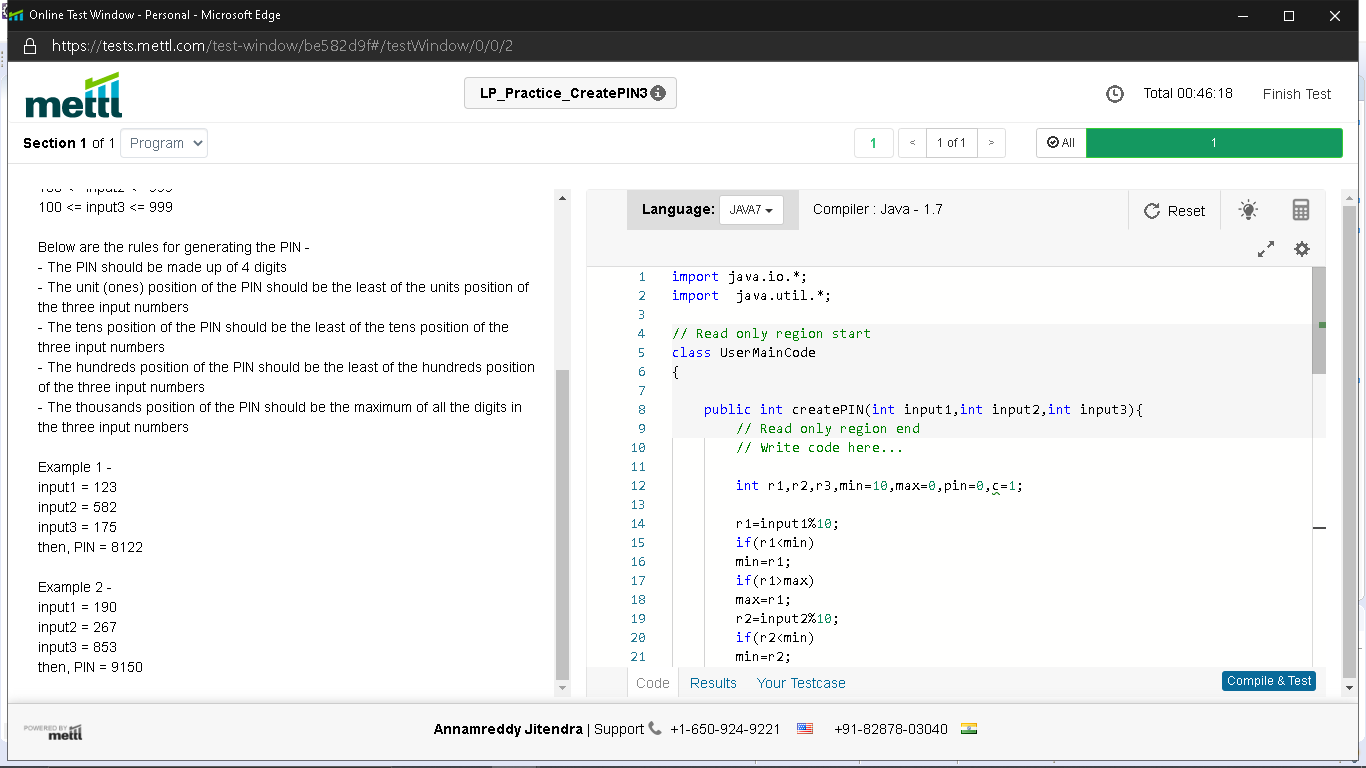 Online Test Window - Personal - Microsoft Edge
https://tests.mettl.com/test-window/be582d9f#/testWindow/0/0/2
mettl
LP_Practice_CreatePIN3
Total 00:46:18
Finish Test
Section 1 of 1
Program
1
<
1 of 1
>
All
1
100 <= input2 <= 999
100 <= input3 <= 999
Below are the rules for generating the PIN -
- The PIN should be made up of 4 digits
- The unit (ones) position of the PIN should be the least of the units position of
the three input numbers
- The tens position of the PIN should be the least of the tens position of the
three input numbers
- The hundreds position of the PIN should be the least of the hundreds position
of the three input numbers
- The thousands position of the PIN should be the maximum of all the digits in
the three input numbers
Example 1 -
input1 = 123
input2 = 582
input3 = 175
then, PIN = 8122
Example 2 -
input1 = 190
input2 = 267
input3 = 853
then, PIN = 9150
Language:
JAVA7
Compiler : Java - 1.7
Reset
1 import java.io.*;
2 import  java.util.*;
3
4 // Read only region start
5 class UserMainCode
6 {
7
8     public int createPIN(int input1,int input2,int input3){
9         // Read only region end
10         // Write code here...
11
12         int r1,r2,r3,min=10,max=0,pin=0,c=1;
13
14         r1=input1%10;
15         if(r1<min)
16         min=r1;
17         if(r1>max)
18         max=r1;
19         r2=input2%10;
20         if(r2<min)
21         min=r2;
Code
Results
Your Testcase
Compile & Test
POWERED BY
mettl
Annamreddy Jitendra | Support +1-650-924-9221 +91-82878-03040